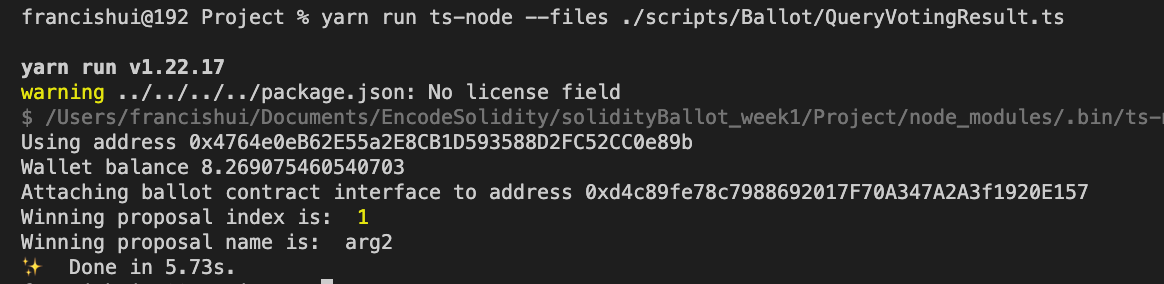 francishui@192 Project % yarn run ts-node --files ./scripts/Ballot/QueryVotingResult.ts
yarn run v1.22.17
warning ../../../../package.json: No license field
$ /Users/francishui/Documents/EncodeSolidity/solidityBallot_week1/Project/node_modules/.bin/ts-n
Using address 0x4764e0eB62E55a2E8CB1D593588D2FC52CC0e89b
Wallet balance 8.269075460540703
Attaching ballot contract interface to address 0xd4c89fe78c7988692017F70A347A2A3f1920E157
Winning proposal index is:  1
Winning proposal name is:  arg2
✨  Done in 5.73s.